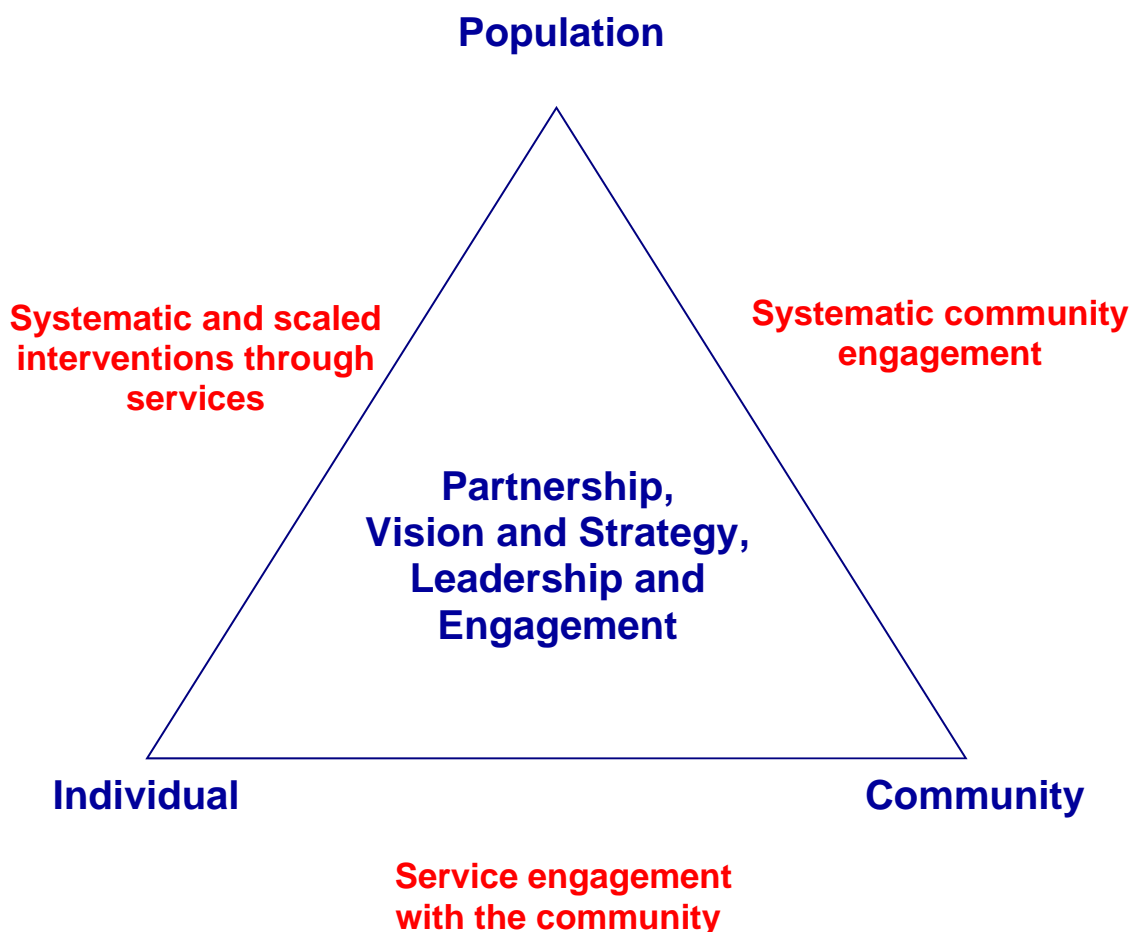 Population
Systematic and scaled
interventions through
services
Systematic community
engagement
Partnership,
Vision and Strategy,
Leadership and
Engagement
Individual
Community
Service engagement
with the community